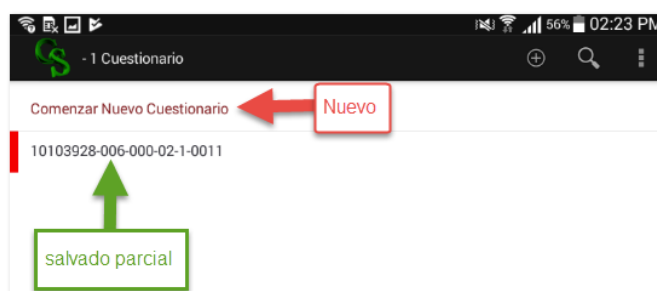 56% 02:23 PM
CS - 1 Cuestionario
Comenzar Nuevo Cuestionario
Nuevo
10103928-006-000-02-1-0011
salvado parcial